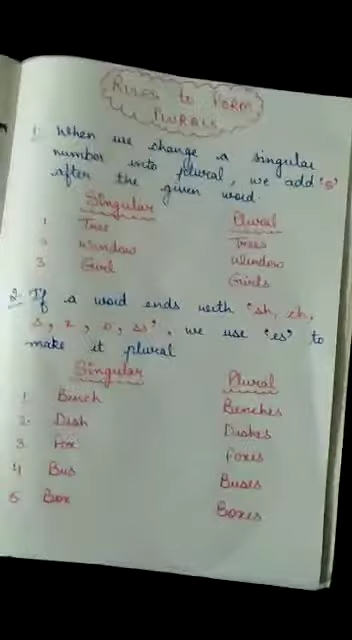 RULES to FORM
PLURALS
1. When we change a singular
number into plural, we add 's'
after the given word.
Singular Plural
1 Tree Trees
2 Window Window
3 Girl Girls
2. If a word ends with 'sh, ch,
s, z, o, ss', we use 'es' to
make it plural
Singular Plural
1. Bench Benches
2. Dish Dishes
3 Fox Foxes
4 Bus Buses
5 Box Boxes